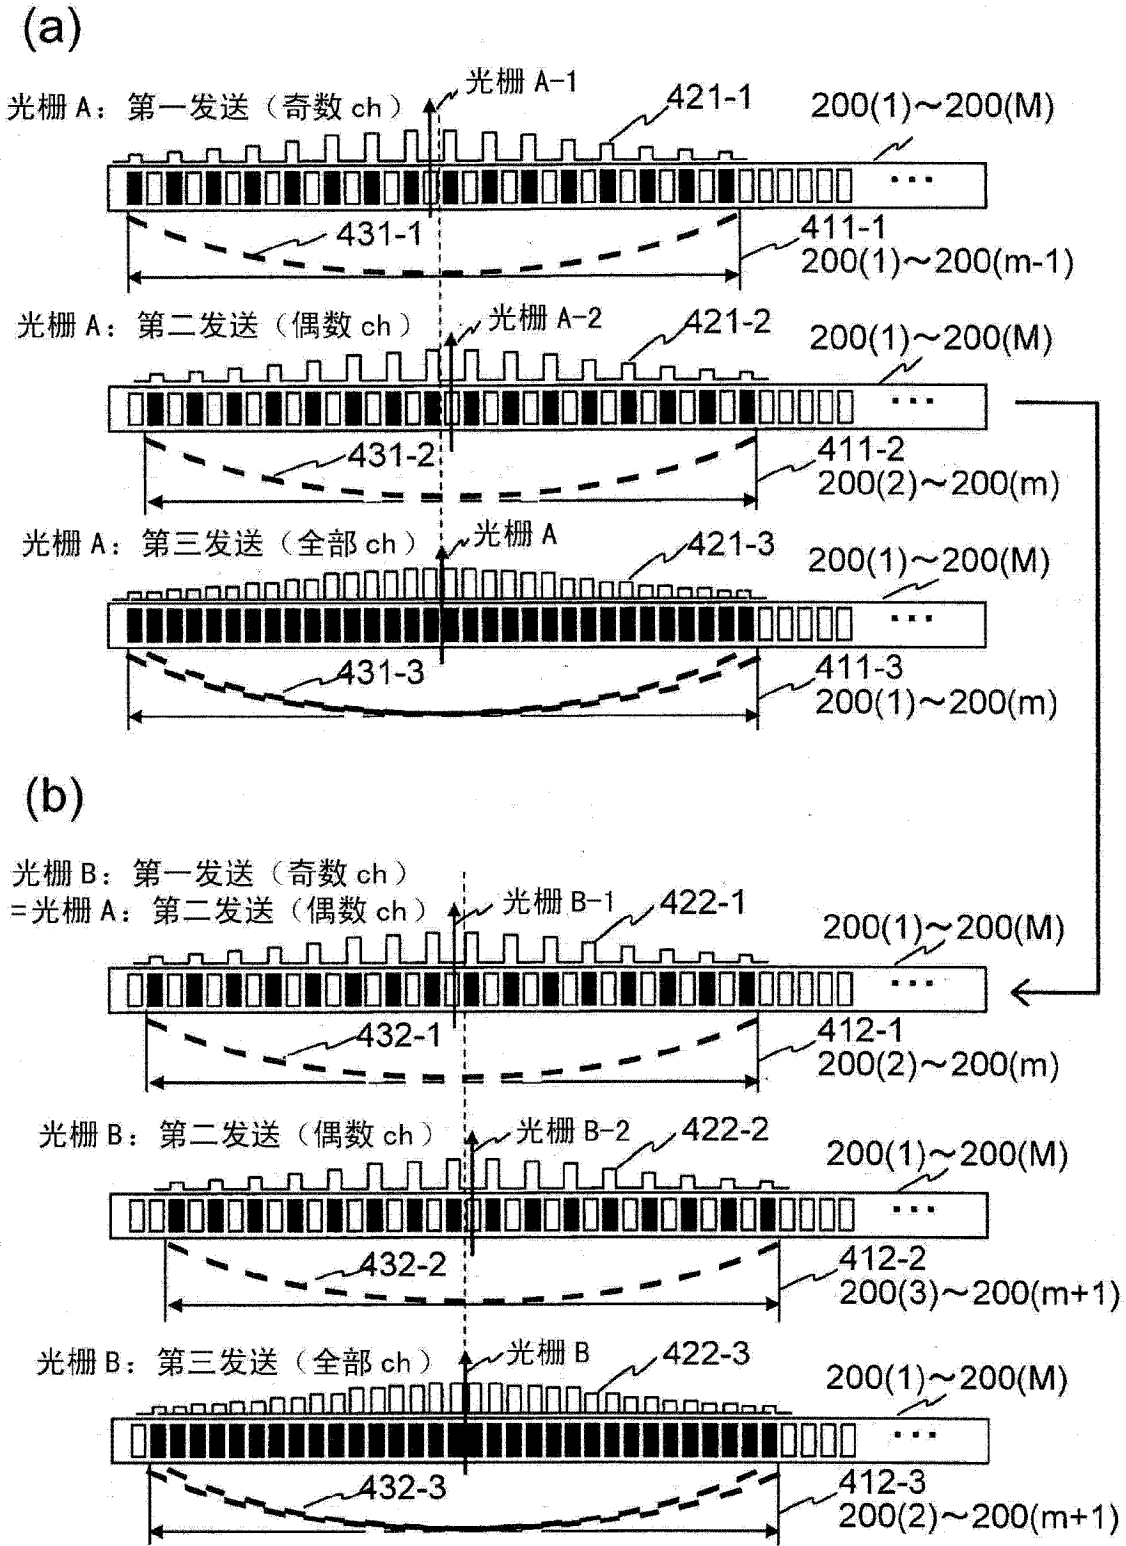 (a)
光栅 A-1
光栅 A：第一发送（奇数 ch）
421-1
200(1)～200(M)
431-1
411-1
200(1)～200(m-1)
光栅 A：第二发送（偶数 ch）
光栅 A-2
421-2
200(1)～200(M)
431-2
411-2
200(2)～200(m)
光栅 A：第三发送（全部 ch）
光栅 A
421-3
200(1)～200(M)
431-3
411-3
200(1)～200(m)
(b)
光栅 B：第一发送（奇数 ch）
=光栅 A：第二发送（偶数 ch）
光栅 B-1
422-1
200(1)～200(M)
432-1
412-1
200(2)～200(m)
光栅 B：第二发送（偶数 ch）
光栅 B-2
422-2
200(1)～200(M)
432-2
412-2
200(3)～200(m+1)
光栅 B：第三发送（全部 ch）
光栅 B
422-3
200(1)～200(M)
432-3
412-3
200(2)～200(m+1)